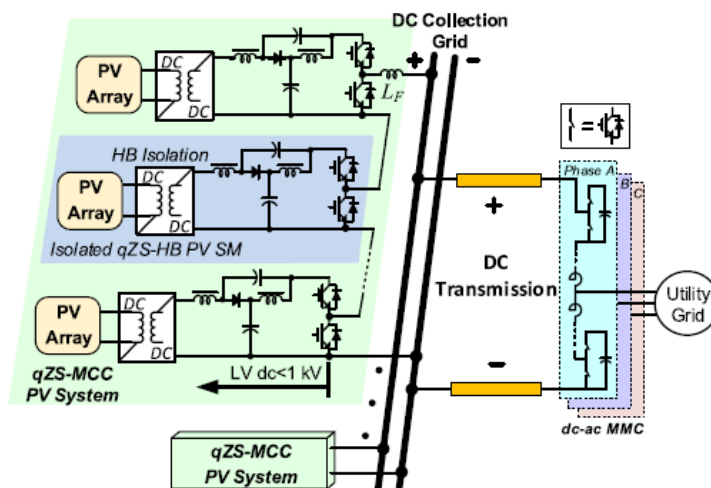 DC Collection
Grid
+
−
PV
Array
DC
DC
L_F
HB Isolation
PV
Array
DC
DC
Isolated qZS-HB PV SM
PV
Array
DC
DC
qZS-MCC
PV System
LV dc<1 kV
qZS-MCC
PV System
+
DC
Transmission
−
=
Phase A
B
C
Utility
Grid
dc-ac MMC